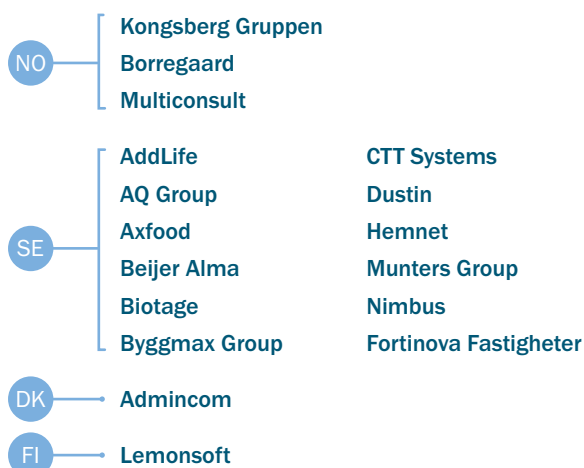 NO
Kongsberg Gruppen
Borregaard
Multiconsult
SE
AddLife
AQ Group
Axfood
Beijer Alma
Biotage
Byggmax Group
CTT Systems
Dustin
Hemnet
Munters Group
Nimbus
Fortinova Fastigheter
DK
Admincom
FI
Lemonsoft